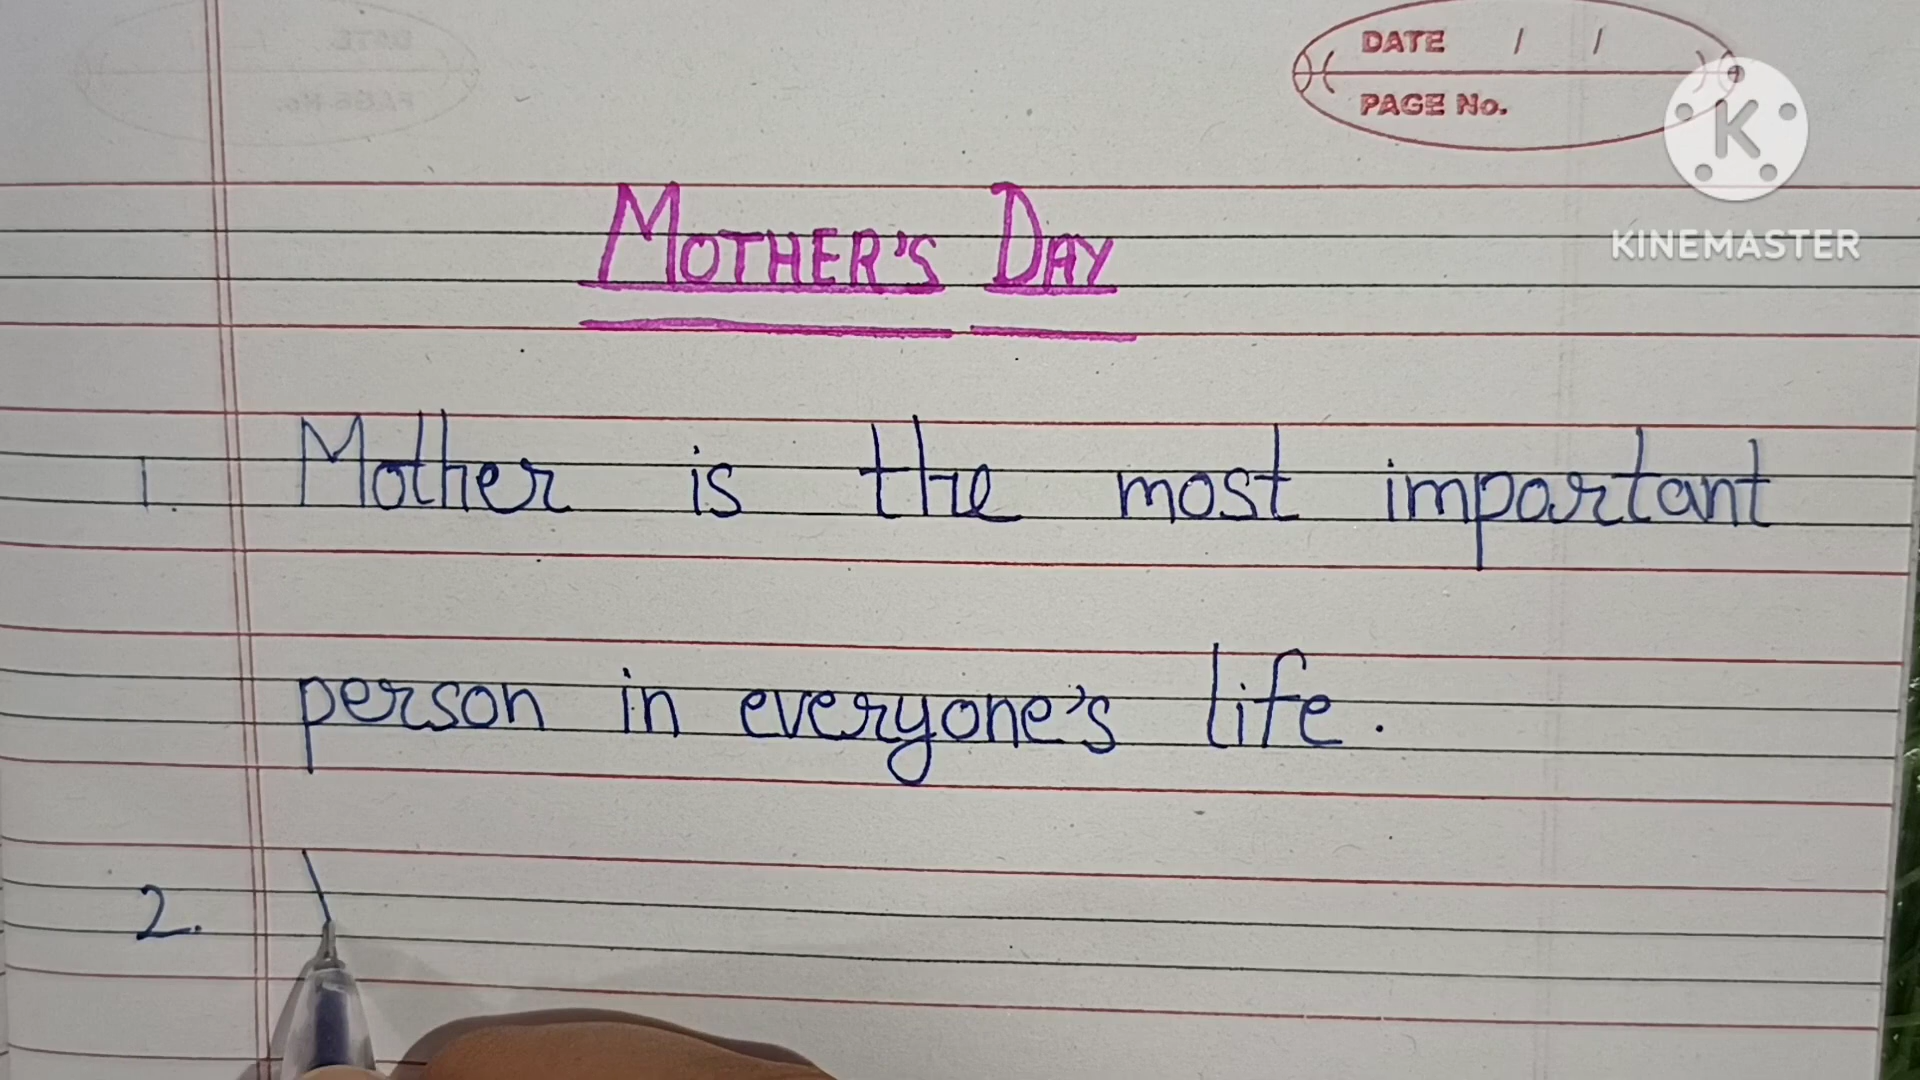 DATE / /
PAGE No.
K
KINEMASTER
MOTHER'S DAY
1. Mother is the most important
person in everyone's life.
2.